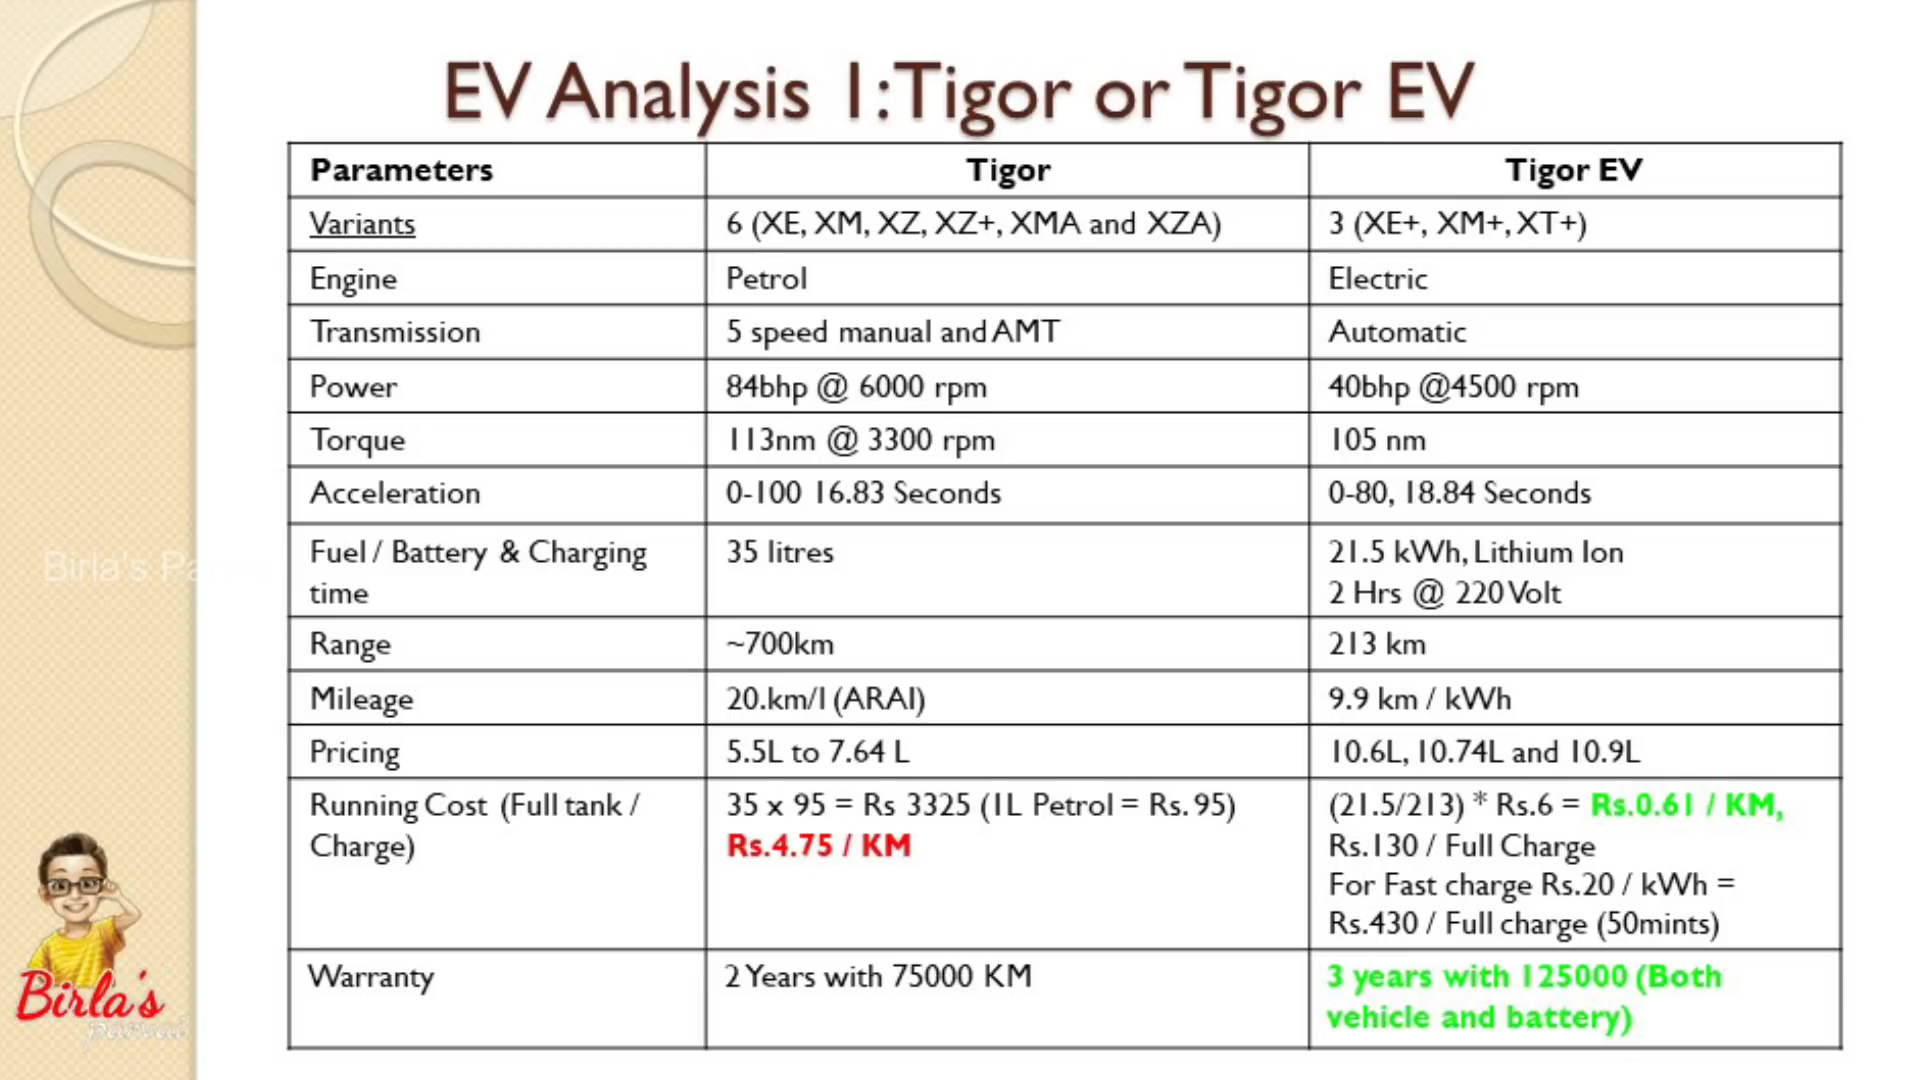 EV Analysis 1:Tigor or Tigor EV
Parameters Tigor Tigor EV
Variants 6 (XE, XM, XZ, XZ+, XMA and XZA) 3 (XE+, XM+, XT+)
Engine Petrol Electric
Transmission 5 speed manual and AMT Automatic
Power 84bhp @ 6000 rpm 40bhp @4500 rpm
Torque 113nm @ 3300 rpm 105 nm
Acceleration 0-100 16.83 Seconds 0-80, 18.84 Seconds
Fuel / Battery & Charging 35 litres 21.5 kWh, Lithium Ion
time 2 Hrs @ 220 Volt
Range ~700km 213 km
Mileage 20.km/l (ARAI) 9.9 km / kWh
Pricing 5.5L to 7.64 L 10.6L, 10.74L and 10.9L
Running Cost (Full tank / 35 x 95 = Rs 3325 (1L Petrol = Rs. 95) (21.5/213) * Rs.6 = Rs.0.61 / KM,
Charge) Rs.4.75 / KM Rs.130 / Full Charge
For Fast charge Rs.20 / kWh =
Rs.430 / Full charge (50mints)
Warranty 2 Years with 75000 KM 3 years with 125000 (Both
vehicle and battery)
Birla's
Birla's